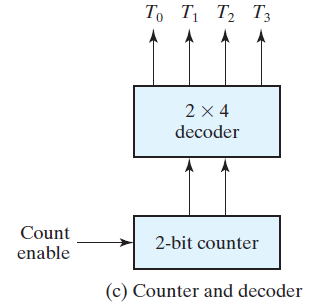 T₀ T₁ T₂ T₃
2 × 4
decoder
Count
enable
2-bit counter
(c) Counter and decoder